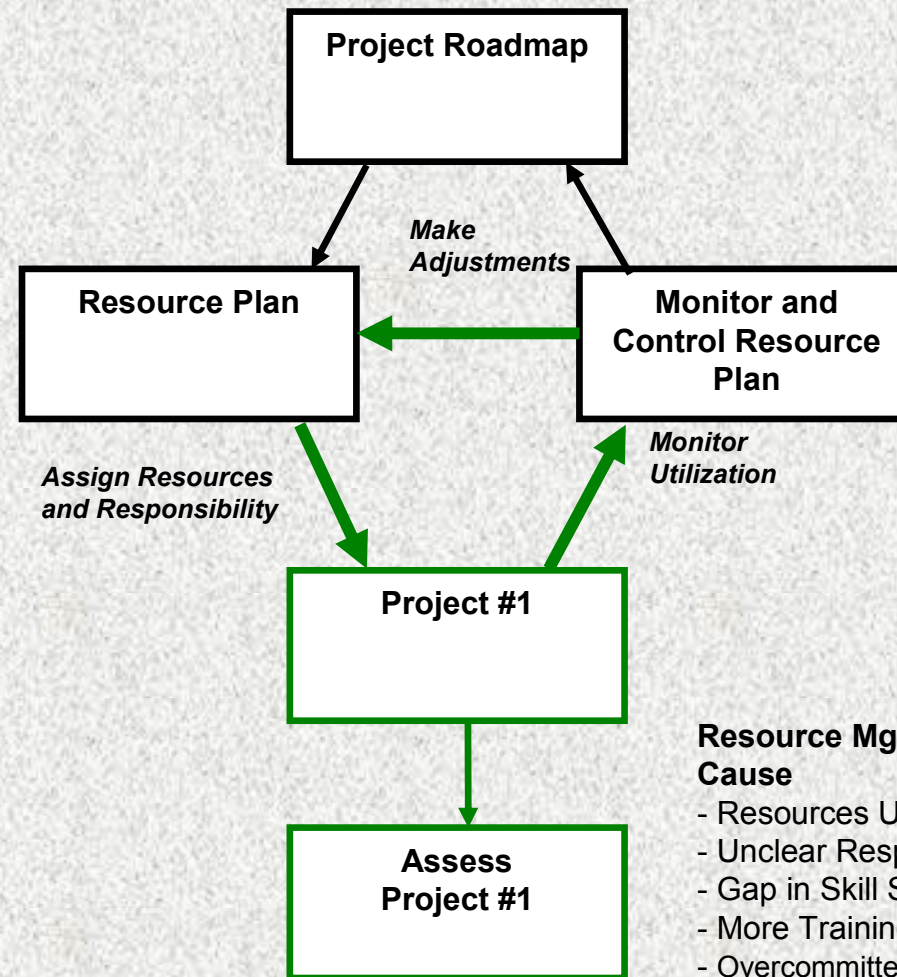 Project Roadmap
Make
Adjustments
Resource Plan
Monitor and
Control Resource
Plan
Assign Resources
and Responsibility
Monitor
Utilization
Project #1
Resource
Cause
- Resources
- Unclear
- Gap in Skill
- More
-
Assess
Project #1